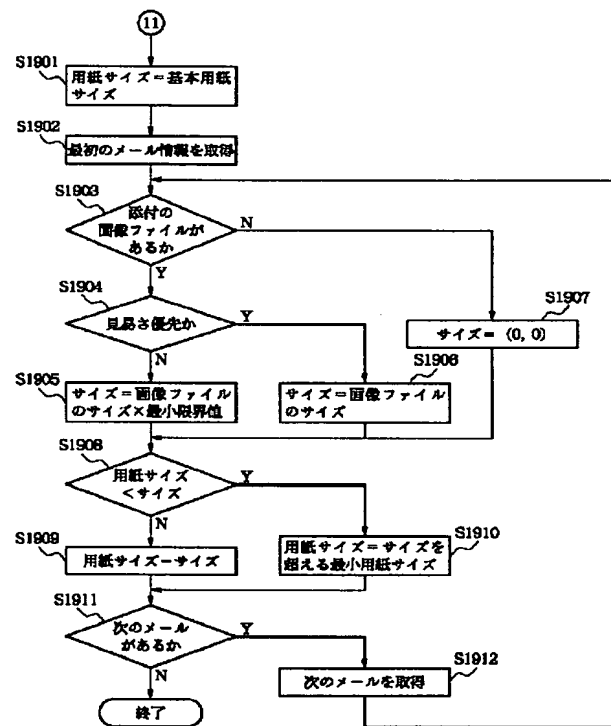 11
S1901
用紙サイズ=基本用紙
サイズ
S1902
最初のメール情報を取得
S1903
添付の
画像ファイルが
あるか
N
Y
S1904
見易さ優先か
Y
N
S1907
サイズ= (0, 0)
S1905
サイズ=画像ファイル
のサイズ×最小限界値
S1906
サイズ=画像ファイル
のサイズ
S1908
用紙サイズ
<サイズ
Y
N
S1909
用紙サイズ−サイズ
S1910
用紙サイズ=サイズを
超える最小用紙サイズ
S1911
次のメール
があるか
Y
N
S1912
次のメールを取得
終了